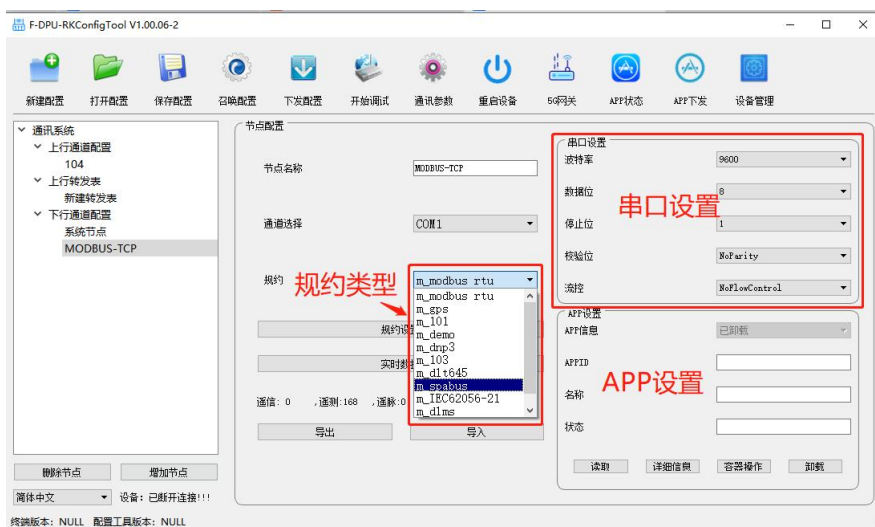 F-DPU-RKConfigTool V1.00.06-2
新建配置 打开配置 保存配置 召唤配置 下发配置 开始调试 通讯参数 重启设备 5G网关 APP状态 APP下发 设备管理
通讯系统
上行通道配置
104
上行转发表
新建转发表
下行通道配置
系统节点
MODBUS-TCP
删除节点 增加节点
简体中文 设备：已断开连接!!!
终端版本：NULL 配置工具版本：NULL
节点配置
节点名称 MODBUS-TCP
通道选择 COM1
规约 规约类型 m_modbus rtu
m_modbus rtu
m_gps
m_101
m_demo
m_dnp3
m_103
m_dlt645
m_spabus
m_IEC62056-21
m_dlms
规约设
实时数
遥信：0 ,遥测:168 ,遥脉:0
导出 导入
串口设置
波特率 9600
数据位 8
串口设置
停止位 1
校验位 NoParity
流控 NoFlowControl
APP设置
APP信息 已卸载
APPID
APP设置
名称
状态
读取 详细信息 容器操作 卸载